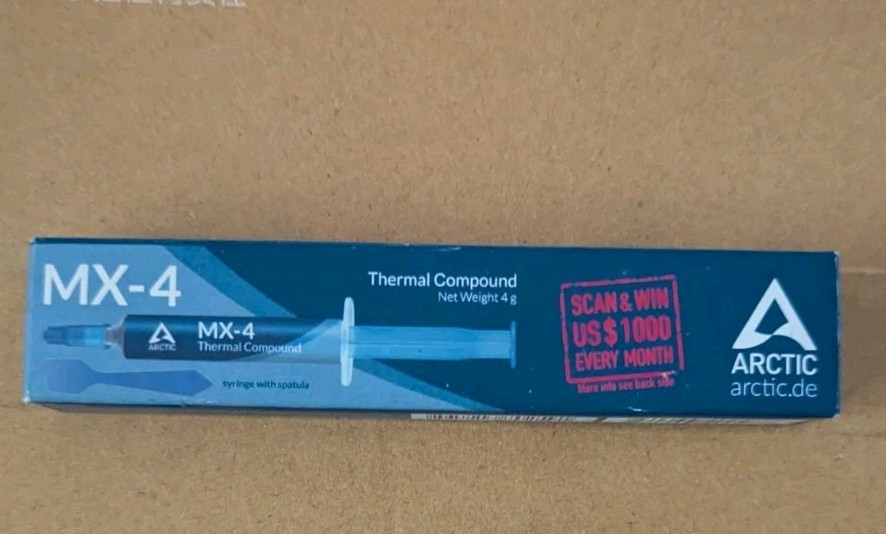 MX-4
Thermal Compound
Net Weight 4 g
ARCTIC
MX-4
Thermal Compound
syringe with spatula
SCAN & WIN
US$1000
EVERY MONTH
More info see back side
ARCTIC
arctic.de